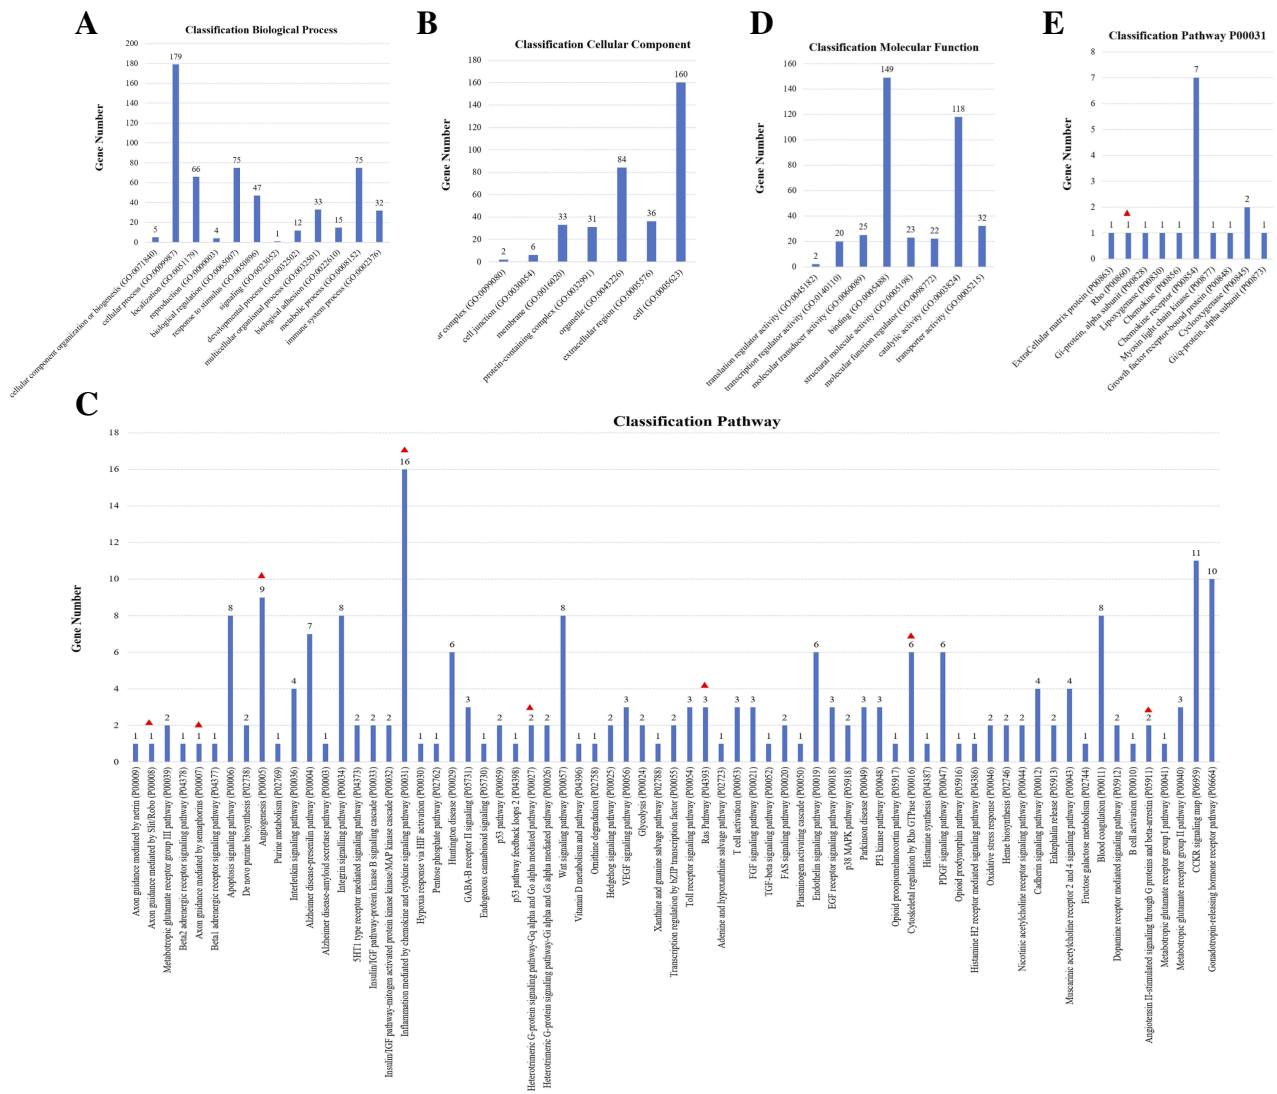 A
Classification Biological Process
Gene Number
200
180
160
140
120
100
80
60
40
20
0
5
179
66
4
75
47
1
12
33
15
75
32
cellular component organization or biogenesis (GO:0071840)
cellular process (GO:0009987)
localization (GO:0051179)
reproduction (GO:0000003)
biological regulation (GO:0065007)
response to stimulus (GO:0050896)
signaling (GO:0023052)
developmental process (GO:0032502)
multicellular organismal process (GO:0032501)
biological adhesion (GO:0022610)
metabolic process (GO:0008152)
immune system process (GO:0002376)
B
Classification Cellular Component
Gene Number
180
160
140
120
100
80
60
40
20
0
2
6
33
31
84
36
160
ar complex (GO:0099080)
cell junction (GO:0030054)
membrane (GO:0016020)
protein-containing complex (GO:0032991)
organelle (GO:0043226)
extracellular region (GO:0005576)
cell (GO:0005623)
D
Classification Molecular Function
Gene Number
160
140
120
100
80
60
40
20
0
2
20
25
149
23
22
118
32
translation regulator activity (GO:0045182)
transcription regulator activity (GO:0140110)
molecular transducer activity (GO:0060089)
binding (GO:0005488)
structural molecule activity (GO:0005198)
molecular function regulator (GO:0098772)
catalytic activity (GO:0003824)
transporter activity (GO:0005215)
E
Classification Pathway P00031
Gene Number
8
7
6
5
4
3
2
1
0
1
1
1
1
1
7
1
1
2
1
ExtraCellular matrix protein (P00863)
Rho (P00860)
Gi-protein, alpha subunit (P00828)
Lipoxygenase (P00830)
Chemokine (P00856)
Chemokine receptor (P00854)
Myosin light chain kinase (P00877)
Growth factor receptor-bound protein (P00848)
Cyclooxygenase (P00845)
Gi/q-protein, alpha subunit (P00873)
C
Classification Pathway
Gene Number
18
16
14
12
10
8
6
4
2
0
1
1
2
1
1
1
8
2
9
1
4
7
1
8
2
2
2
16
1
1
6
3
1
2
1
2
2
8
1
1
2
3
2
1
2
3
3
1
3
3
1
2
1
6
3
2
3
3
1
6
1
6
1
1
2
2
2
4
2
4
1
8
2
1
2
1
3
11
10
Axon guidance mediated by netrin (P00009)
Axon guidance mediated by Slit/Robo (P00008)
Metabotropic glutamate receptor group III pathway (P00039)
Beta2 adrenergic receptor signaling pathway (P04378)
Axon guidance mediated by semaphorins (P00007)
Beta1 adrenergic receptor signaling pathway (P04377)
Apoptosis signaling pathway (P00006)
De novo purine biosynthesis (P02738)
Angiogenesis (P00005)
Purine metabolism (P02769)
Interleukin signaling pathway (P00036)
Alzheimer disease-presenilin pathway (P00004)
Alzheimer disease-amyloid secretase pathway (P00003)
Integrin signalling pathway (P00034)
5HT1 type receptor mediated signaling pathway (P04373)
Insulin/IGF pathway-protein kinase B signaling cascade (P00033)
Insulin/IGF pathway-mitogen activated protein kinase kinase/MAP kinase cascade (P00032)
Inflammation mediated by chemokine and cytokine signaling pathway (P00031)
Hypoxia response via HIF activation (P00030)
Pentose phosphate pathway (P02762)
Huntington disease (P00029)
GABA-B receptor II signaling (P05731)
Endogenous cannabinoid signaling (P05730)
p53 pathway (P00059)
p53 pathway feedback loops 2 (P04398)
Heterotrimeric G-protein signaling pathway-Gq alpha and Go alpha mediated pathway (P00027)
Heterotrimeric G-protein signaling pathway-Gi alpha and Gs alpha mediated pathway (P00026)
Wnt signaling pathway (P00057)
Vitamin D metabolism and pathway (P04396)
Ornithine degradation (P02758)
Hedgehog signaling pathway (P00025)
VEGF signaling pathway (P00056)
Glycolysis (P00024)
Xanthine and guanine salvage pathway (P02788)
Transcription regulation by bZIP transcription factor (P00055)
Toll receptor signaling pathway (P00054)
Ras Pathway (P04393)
Adenine and hypoxanthine salvage pathway (P02723)
T cell activation (P00053)
FGF signaling pathway (P00021)
TGF-beta signaling pathway (P00052)
FAS signaling pathway (P00020)
Plasminogen activating cascade (P00050)
Endothelin signaling pathway (P00019)
EGF receptor signaling pathway (P00018)
p38 MAPK pathway (P05918)
Parkinson disease (P00049)
PI3 kinase pathway (P00048)
Opioid proopiomelanocortin pathway (P05917)
Cytoskeletal regulation by Rho GTPase (P00016)
Histamine synthesis (P04387)
PDGF signaling pathway (P00047)
Opioid prodynorphin pathway (P05916)
Histamine H2 receptor mediated signaling pathway (P04386)
Oxidative stress response (P00046)
Heme biosynthesis (P02746)
Nicotinic acetylcholine receptor signaling pathway (P00044)
Cadherin signaling pathway (P00012)
Enkephalin release (P05913)
Muscarinic acetylcholine receptor 2 and 4 signaling pathway (P00043)
Fructose galactose metabolism (P02744)
Blood coagulation (P00011)
Dopamine receptor mediated signaling pathway (P05912)
B cell activation (P00010)
Angiotensin II-stimulated signaling through G proteins and beta-arrestin (P05911)
Metabotropic glutamate receptor group I pathway (P00041)
Metabotropic glutamate receptor group II pathway (P00040)
CCKR signaling map (P06959)
Gonadotropin-releasing hormone receptor pathway (P06664)